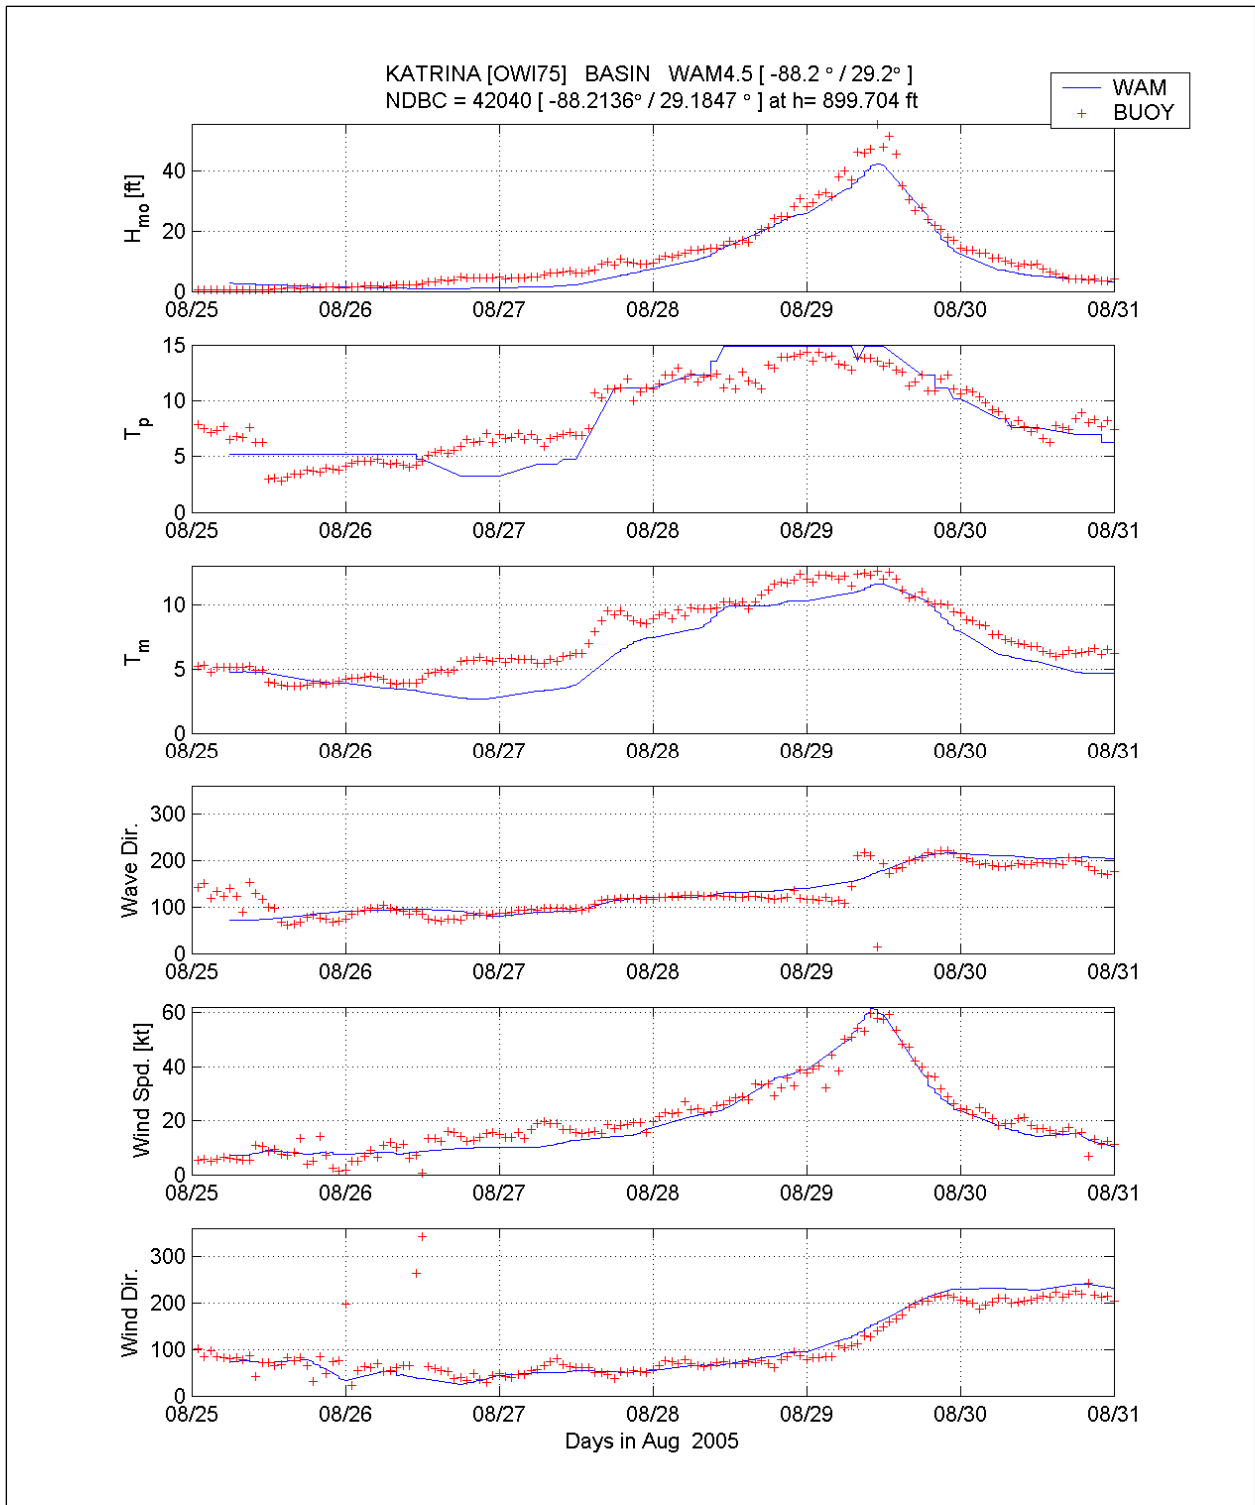 KATRINA [OWI75] BASIN WAM4.5 [ -88.2 ° / 29.2° ]
NDBC = 42040 [ -88.2136° / 29.1847 ° ] at h= 899.704 ft
WAM
BUOY
Hmo [ft]
40
20
0
08/25 08/26 08/27 08/28 08/29 08/30 08/31
Tp
15
10
5
0
08/25 08/26 08/27 08/28 08/29 08/30 08/31
Tm
10
5
0
08/25 08/26 08/27 08/28 08/29 08/30 08/31
Wave Dir.
300
200
100
0
08/25 08/26 08/27 08/28 08/29 08/30 08/31
Wind Spd. [kt]
60
40
20
0
08/25 08/26 08/27 08/28 08/29 08/30 08/31
Wind Dir.
300
200
100
0
08/25 08/26 08/27 08/28 08/29 08/30 08/31
Days in Aug 2005